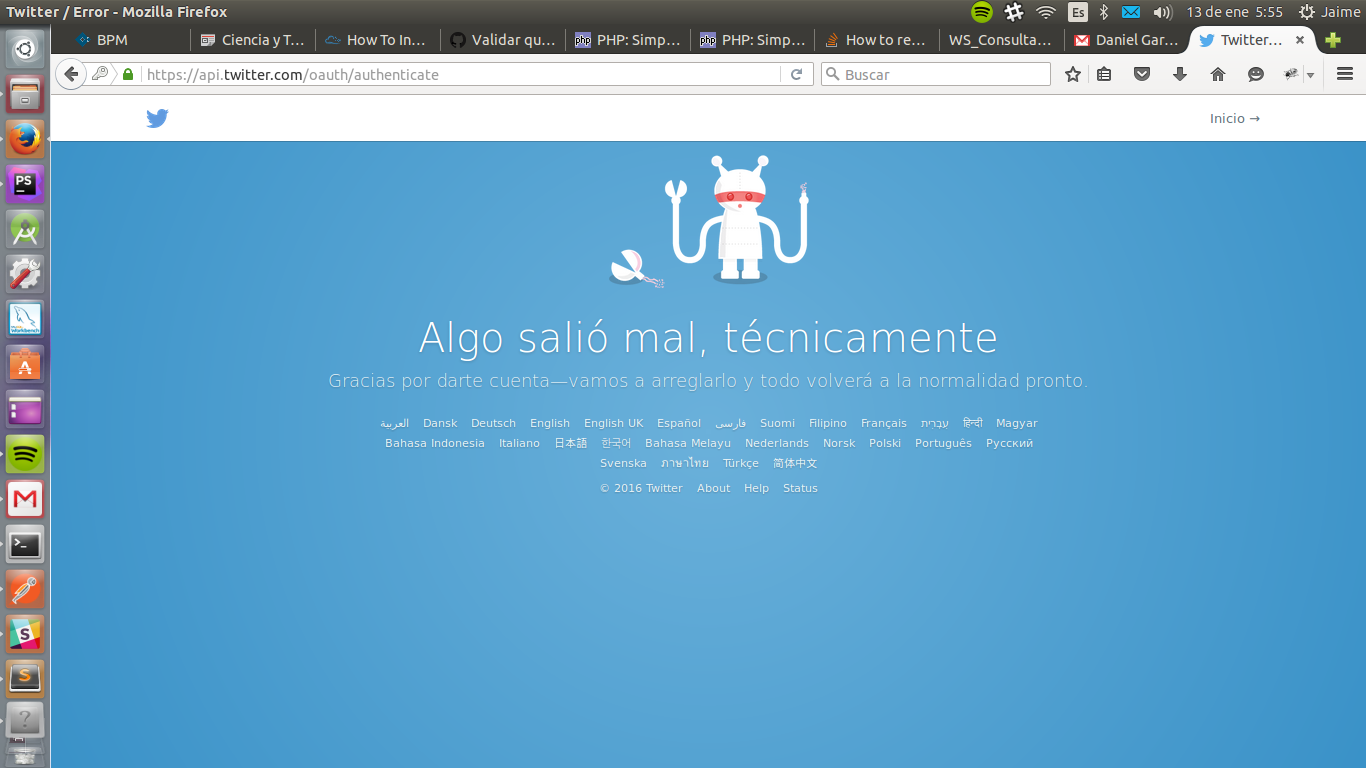 Twitter / Error - Mozilla Firefox
Es
13 de ene 5:55
Jaime
BPM
Ciencia y T...
How To In...
Validar qu...
php
PHP: Simp...
php
PHP: Simp...
How to re...
WS_Consulta...
Daniel Gar...
Twitter...
https://api.twitter.com/oauth/authenticate
Buscar
Inicio →
PS
Workbench
A
M
>_
S
S
?
Algo salió mal, técnicamente
Gracias por darte cuenta—vamos a arreglarlo y todo volverá a la normalidad pronto.
العربية Dansk Deutsch English English UK Español فارسی Suomi Filipino Français עִבְרִית हिन्दी Magyar
Bahasa Indonesia Italiano 日本語 한국어 Bahasa Melayu Nederlands Norsk Polski Português Русский
Svenska ภาษาไทย Türkçe 简体中文
© 2016 Twitter About Help Status